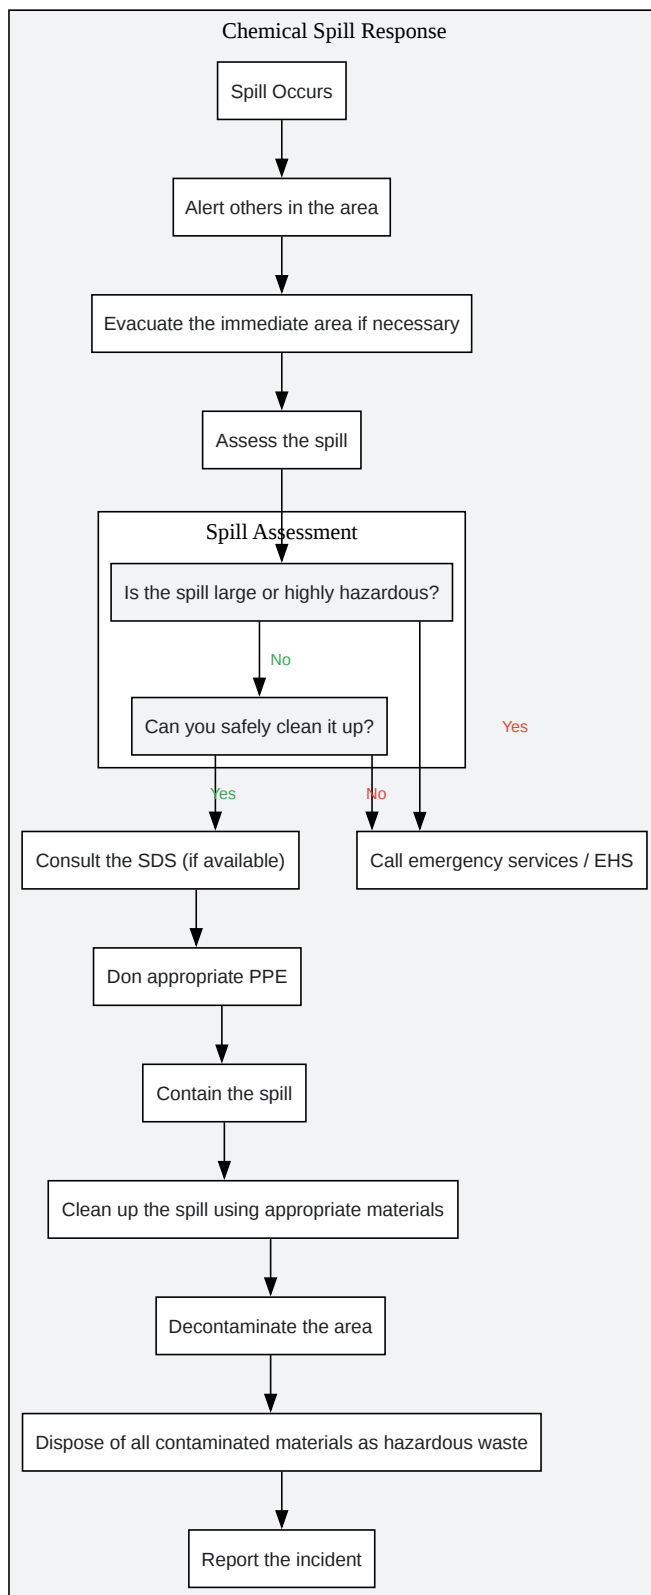 Chemical Spill Response
Spill Occurs
Alert others in the area
Evacuate the immediate area if necessary
Assess the spill
Spill Assessment
Is the spill large or highly hazardous?
No
Can you safely clean it up?
Yes
Yes
No
Consult the SDS (if available)
Call emergency services / EHS
Don appropriate PPE
Contain the spill
Clean up the spill using appropriate materials
Decontaminate the area
Dispose of all contaminated materials as hazardous waste
Report the incident